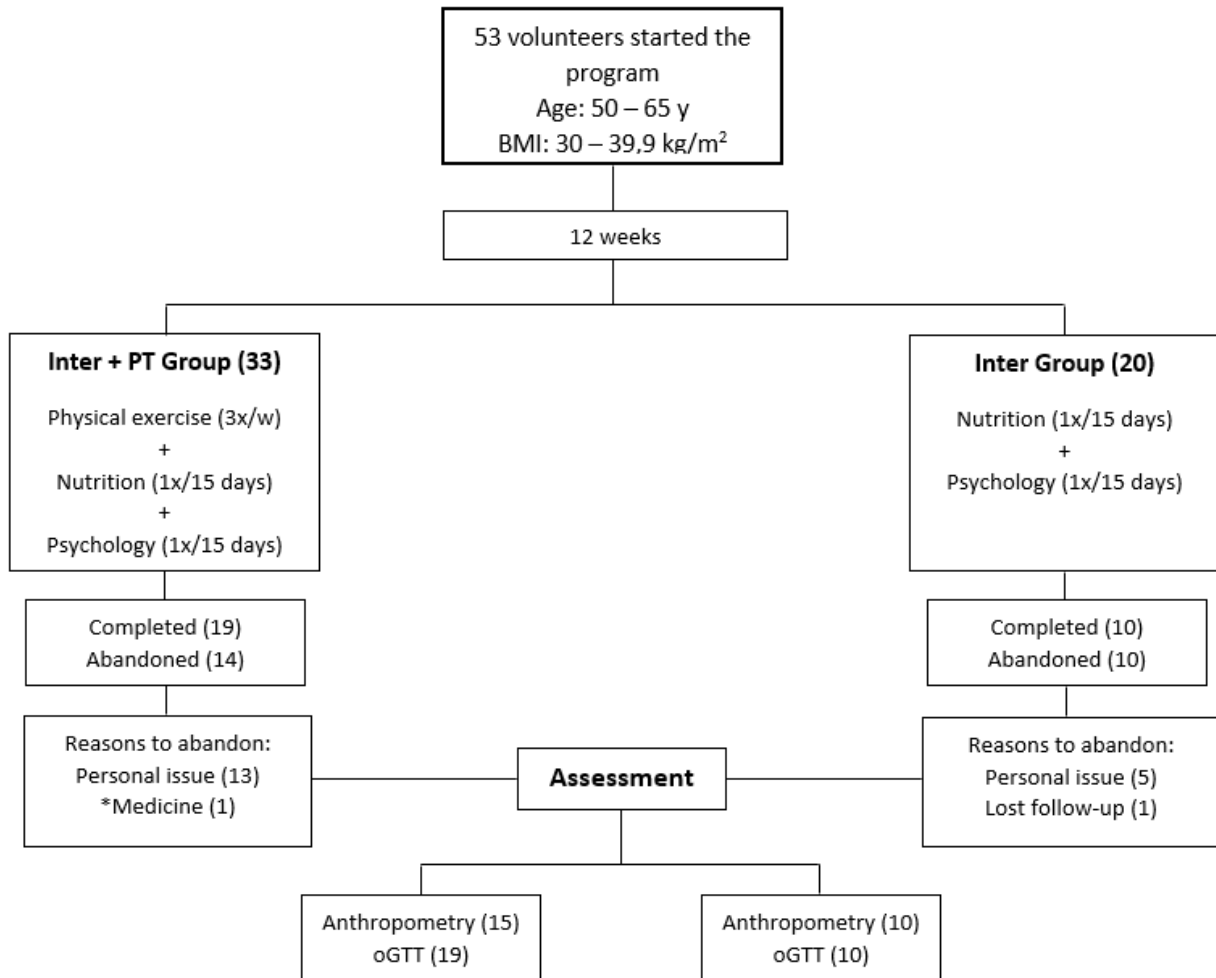 53 volunteers started the
program
Age: 50 – 65 y
BMI: 30 – 39,9 kg/m²
12 weeks
Inter + PT Group (33)
Physical exercise (3x/w)
+
Nutrition (1x/15 days)
+
Psychology (1x/15 days)
Inter Group (20)
Nutrition (1x/15 days)
+
Psychology (1x/15 days)
Completed (19)
Abandoned (14)
Completed (10)
Abandoned (10)
Reasons to abandon:
Personal issue (13)
*Medicine (1)
Assessment
Reasons to abandon:
Personal issue (5)
Lost follow-up (1)
Anthropometry (15)
oGTT (19)
Anthropometry (10)
oGTT (10)